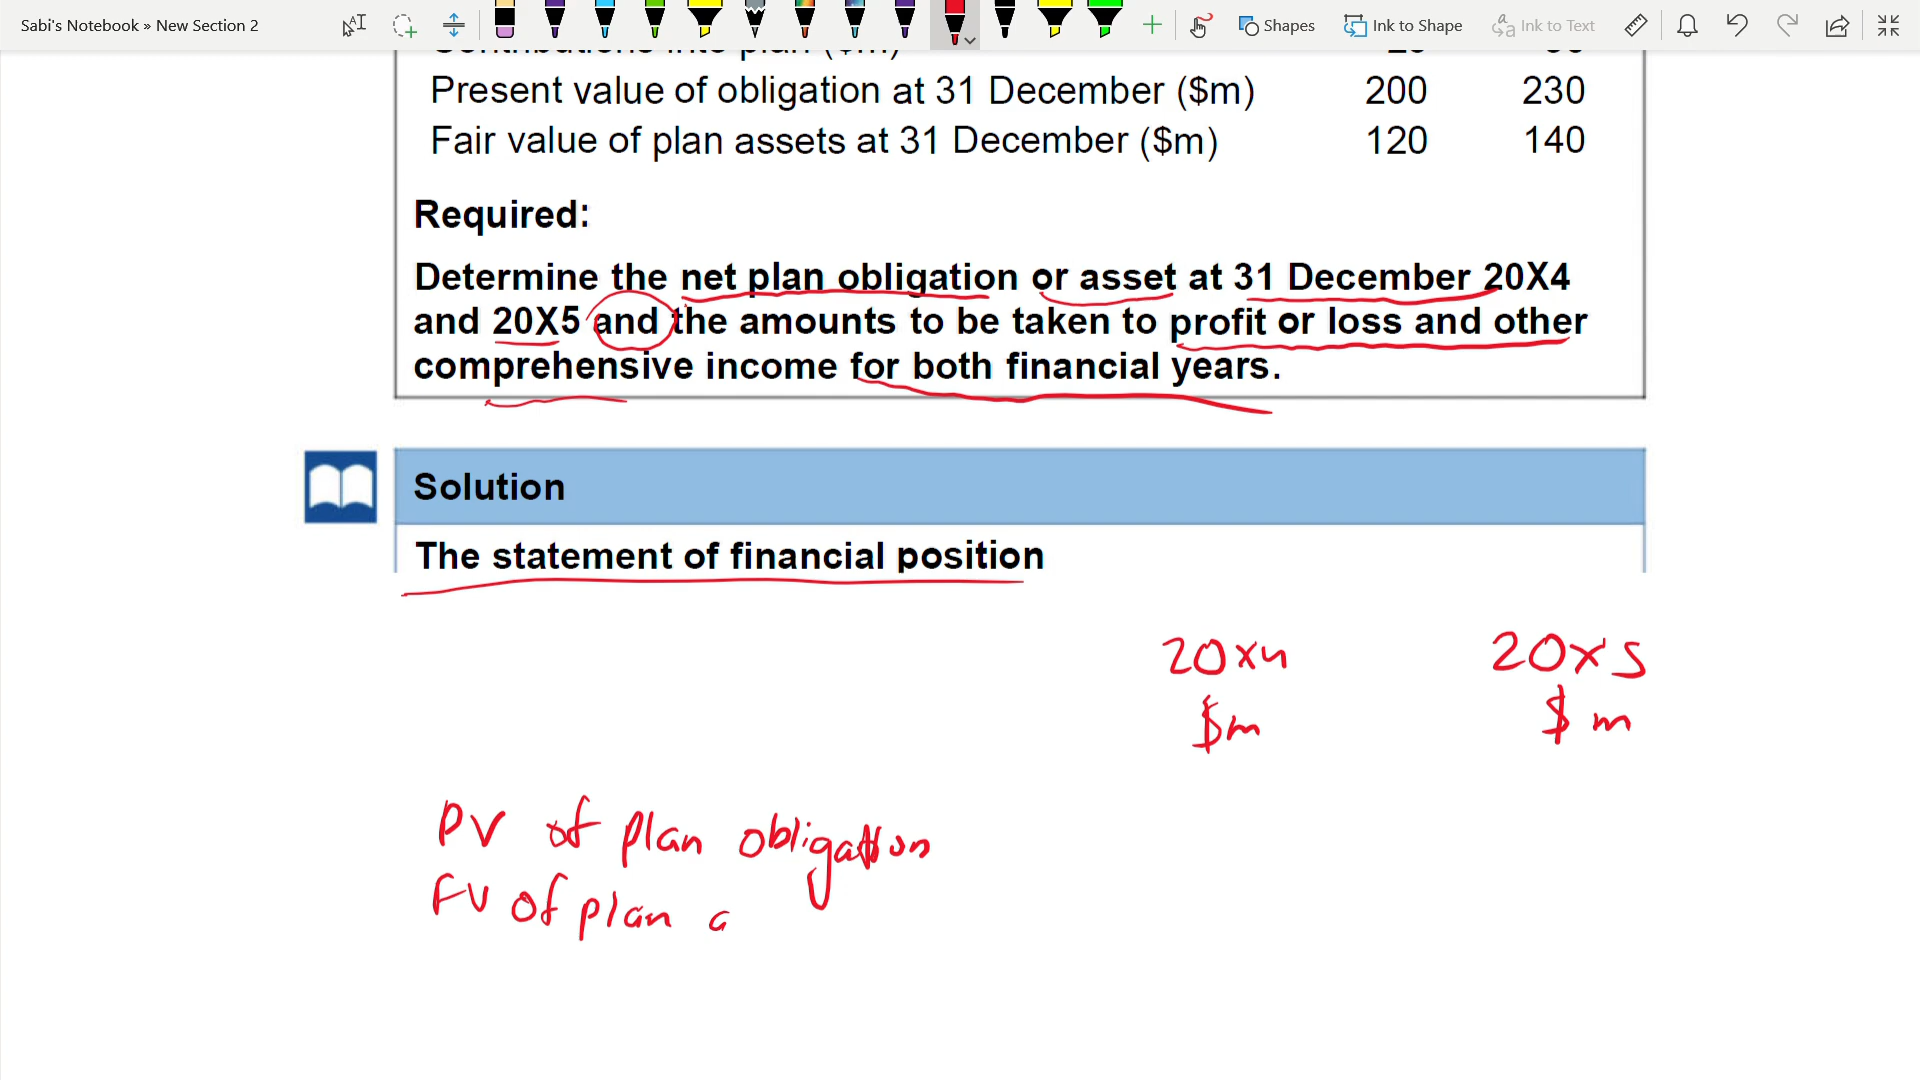 Sabi's Notebook » New Section 2
Shapes
Ink to Shape
Ink to Text
Contributions into plan ($m)
Present value of obligation at 31 December ($m) 200 230
Fair value of plan assets at 31 December ($m) 120 140
Required:
Determine the net plan obligation or asset at 31 December 20X4
and 20X5 and the amounts to be taken to profit or loss and other
comprehensive income for both financial years.
Solution
The statement of financial position
20x4 20x5
$m $m
PV of plan obligation
FV of plan a